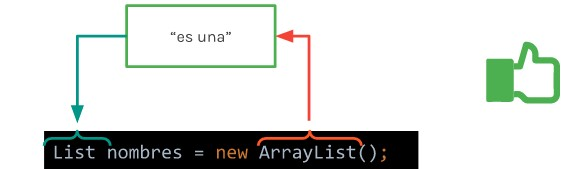 “es una”
List nombres = new ArrayList();